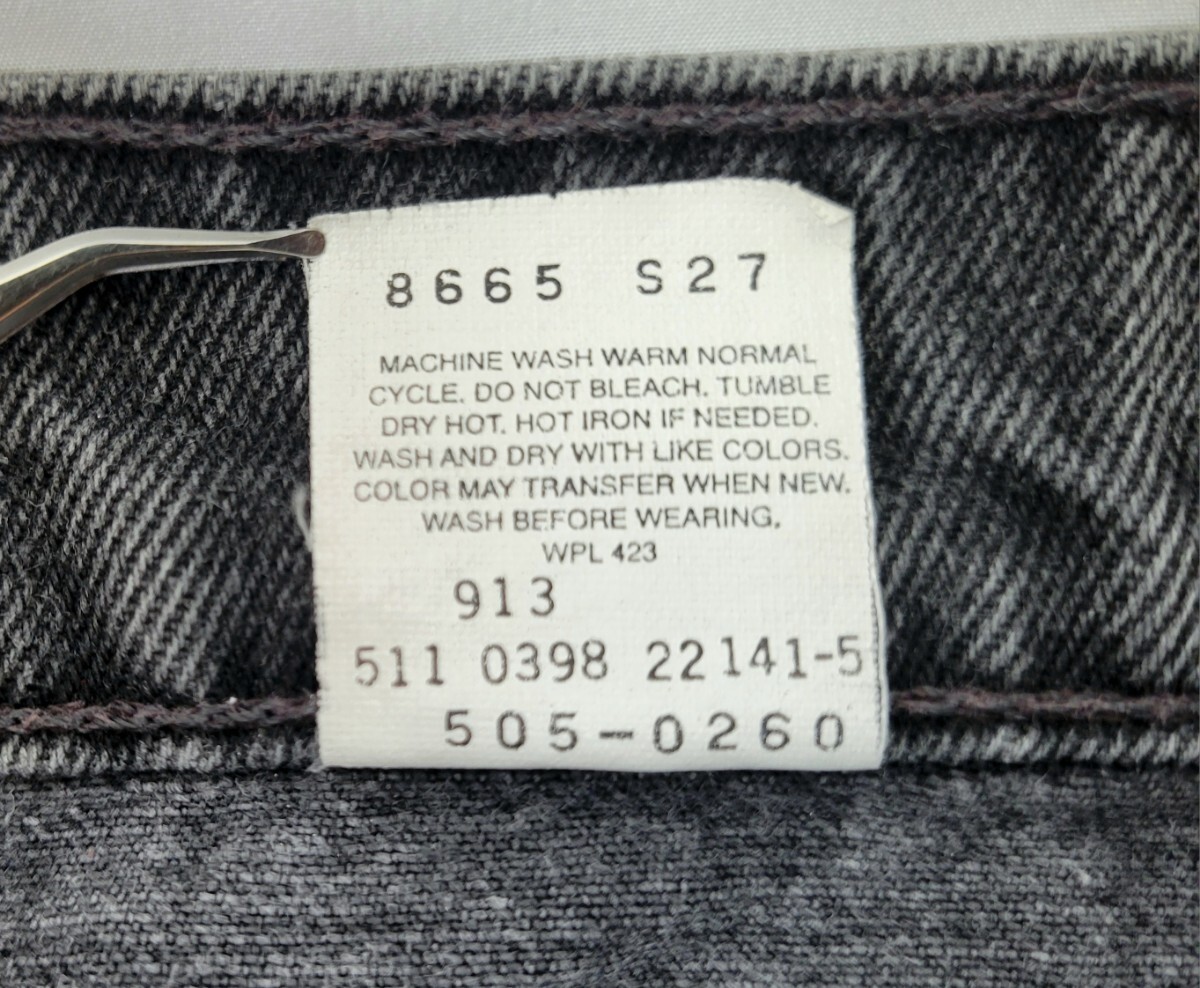 8665 S27
MACHINE WASH WARM NORMAL
CYCLE. DO NOT BLEACH. TUMBLE
DRY HOT. HOT IRON IF NEEDED.
WASH AND DRY WITH LIKE COLORS.
COLOR MAY TRANSFER WHEN NEW.
WASH BEFORE WEARING.
WPL 423
913
511 0398 22141-5
505-0260